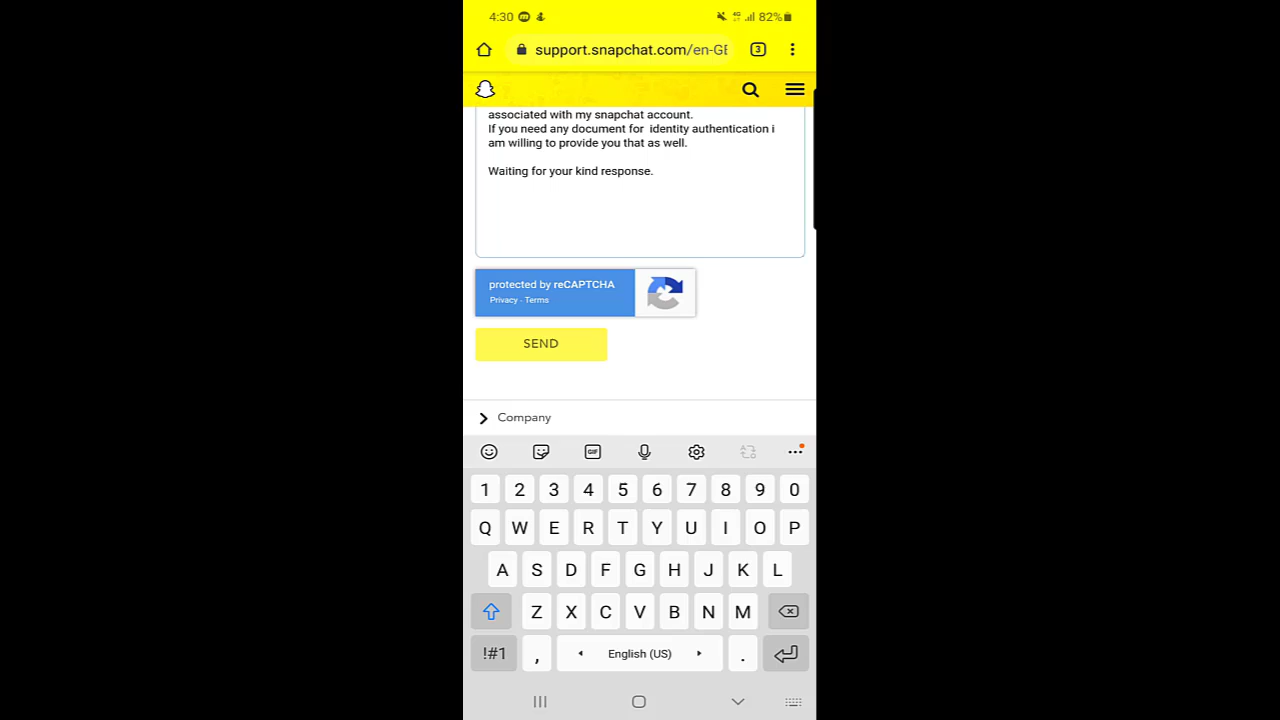 4:30 4G 82%
support.snapchat.com/en-GB 3
associated with my snapchat account.
If you need any document for  identity authentication i
am willing to provide you that as well.
Waiting for your kind response.
protected by reCAPTCHA
Privacy - Terms
SEND
Company
GIF
1 2 3 4 5 6 7 8 9 0
Q W E R T Y U I O P
A S D F G H J K L
Z X C V B N M
!#1 , English (US) .